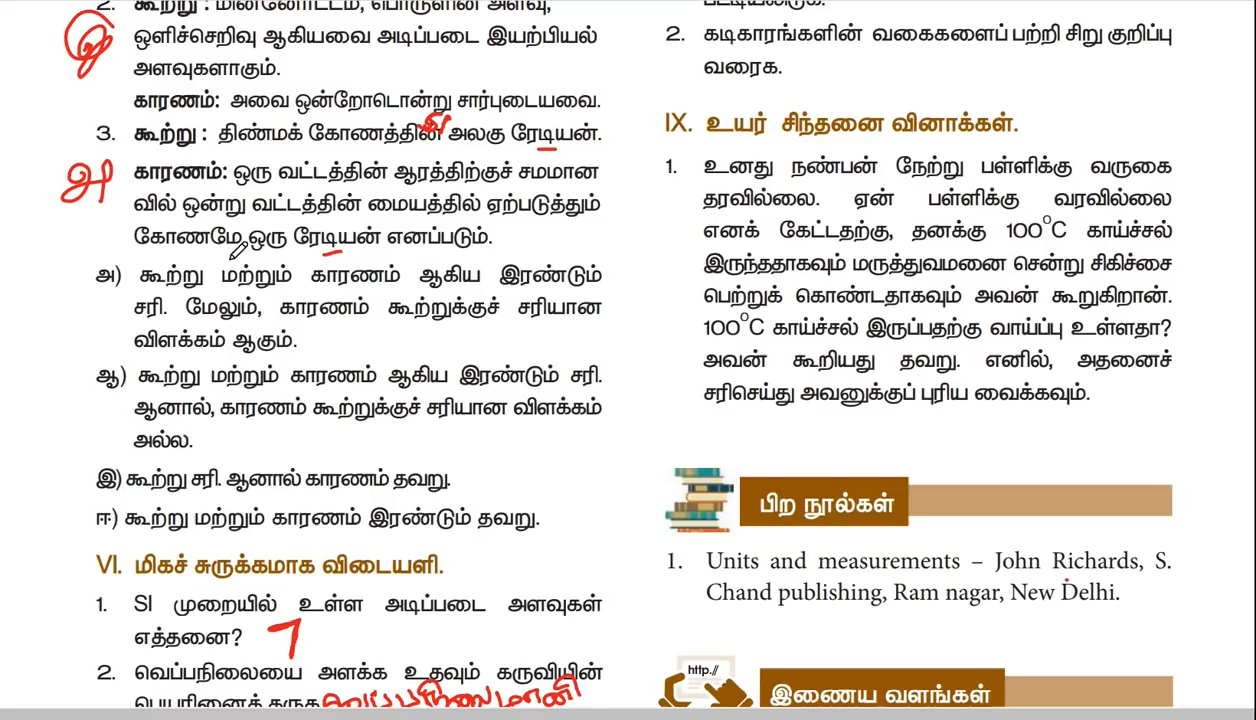 2. கூற்று : மின்னோட்டம், பொருளின் அளவு,
இ
ஒளிச்செறிவு ஆகியவை அடிப்படை இயற்பியல்
அளவுகளாகும்.
காரணம்: அவை ஒன்றோடொன்று சார்புடையவை.
3. கூற்று : திண்மக் கோணத்தின் அலகு ரேடியன்.
அ
காரணம்: ஒரு வட்டத்தின் ஆரத்திற்குச் சமமான
வில் ஒன்று வட்டத்தின் மையத்தில் ஏற்படுத்தும்
கோணமே ஒரு ரேடியன் எனப்படும்.
அ) கூற்று மற்றும் காரணம் ஆகிய இரண்டும்
சரி. மேலும், காரணம் கூற்றுக்குச் சரியான
விளக்கம் ஆகும்.
ஆ) கூற்று மற்றும் காரணம் ஆகிய இரண்டும் சரி.
ஆனால், காரணம் கூற்றுக்குச் சரியான விளக்கம்
அல்ல.
இ) கூற்று சரி. ஆனால் காரணம் தவறு.
ஈ) கூற்று மற்றும் காரணம் இரண்டும் தவறு.
VI. மிகச் சுருக்கமாக விடையளி.
1. SI முறையில் உள்ள அடிப்படை அளவுகள்
எத்தனை? 7
2. வெப்பநிலையை அளக்க உதவும் கருவியின்
பெயரினைத் தருக வெப்பநிலைமானி
2. கடிகாரங்களின் வகைகளைப் பற்றி சிறு குறிப்பு
வரைக.
IX. உயர் சிந்தனை வினாக்கள்.
1. உனது நண்பன் நேற்று பள்ளிக்கு வருகை
தரவில்லை. ஏன் பள்ளிக்கு வரவில்லை
எனக் கேட்டதற்கு, தனக்கு 100°C காய்ச்சல்
இருந்ததாகவும் மருத்துவமனை சென்று சிகிச்சை
பெற்றுக் கொண்டதாகவும் அவன் கூறுகிறான்.
100°C காய்ச்சல் இருப்பதற்கு வாய்ப்பு உள்ளதா?
அவன் கூறியது தவறு. எனில், அதனைச்
சரிசெய்து அவனுக்குப் புரிய வைக்கவும்.
பிற நூல்கள்
1. Units and measurements – John Richards, S.
Chand publishing, Ram nagar, New Delhi.
http://
இணைய வளங்கள்